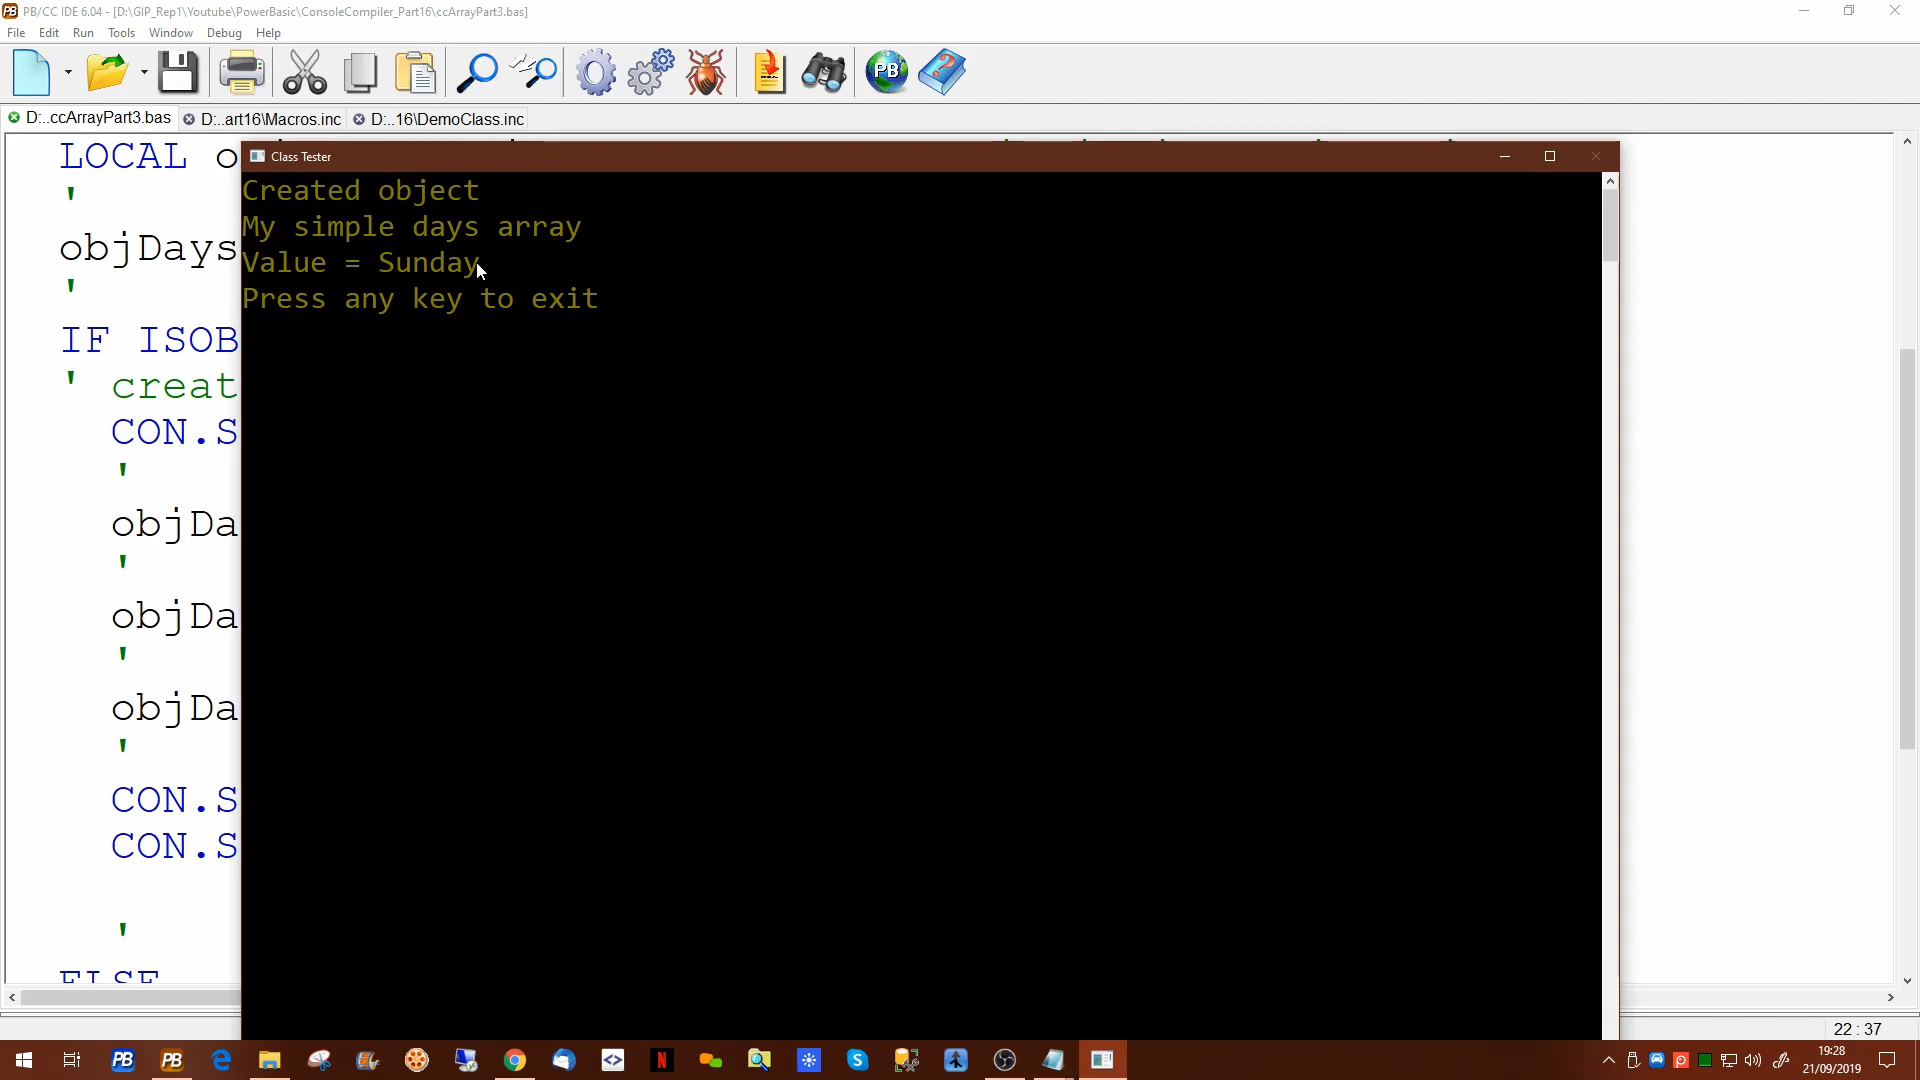 PB/CC IDE 6.04 - [D:\GIP_Rep1\Youtube\PowerBasic\ConsoleCompiler_Part16\ccArrayPart3.bas]
File Edit Run Tools Window Debug Help
D:...ccArrayPart3.bas D:..art16\Macros.inc D:..16\DemoClass.inc
LOCAL o
Class Tester
'
Created object
My simple days array
objDays
Value = Sunday
'
Press any key to exit
IF ISOB
' creat
CON.S
'
objDa
'
objDa
'
objDa
'
CON.S
CON.S
'
ELSE
22 : 37
19:28
21/09/2019